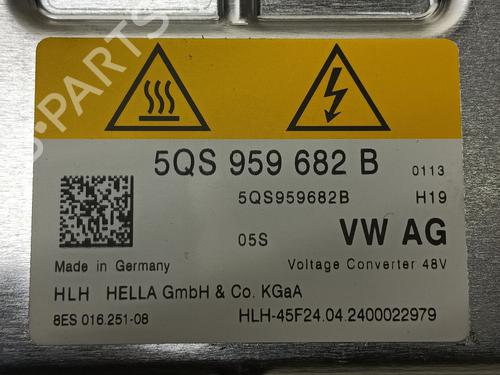 5QS 959 682 B 0113
5QS959682B H19
05S VW AG
Made in Germany Voltage Converter 48V
HLH HELLA GmbH & Co. KGaA
8ES 016.251-08 HLH-45F24.04.2400022979